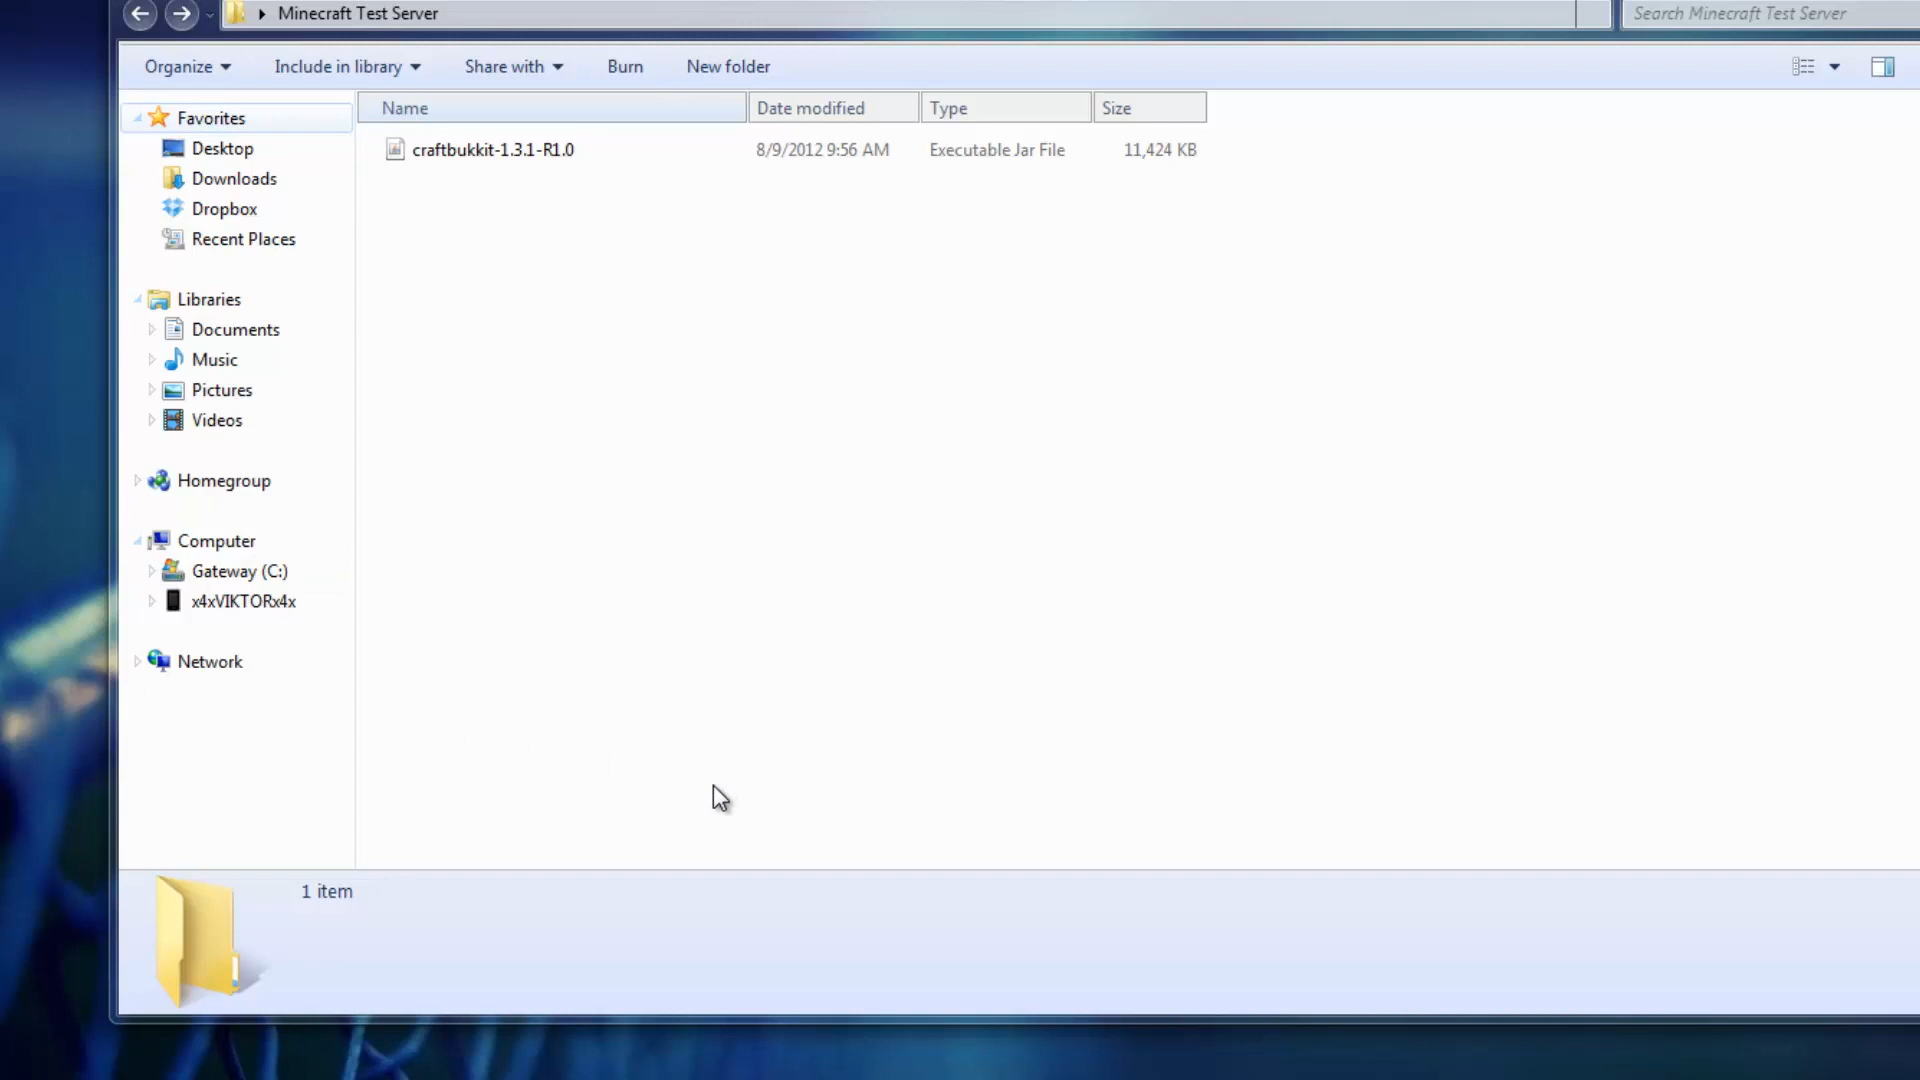 Minecraft Test Server
Search Minecraft Test Server
Organize Include in library Share with Burn New folder
Name Date modified Type Size
craftbukkit-1.3.1-R1.0 8/9/2012 9:56 AM Executable Jar File 11,424 KB
Favorites
Desktop
Downloads
Dropbox
Recent Places
Libraries
Documents
Music
Pictures
Videos
Homegroup
Computer
Gateway (C:)
x4xVIKTORx4x
Network
1 item